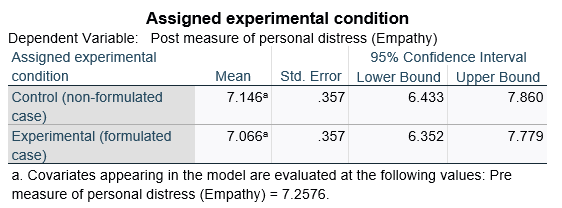 Assigned experimental condition
Dependent Variable: Post measure of personal distress (Empathy)
Assigned experimental 95% Confidence Interval
condition Mean Std. Error Lower Bound Upper Bound
Control (non-formulated 7.146ª .357 6.433 7.860
case)
Experimental (formulated 7.066ª .357 6.352 7.779
case)
a. Covariates appearing in the model are evaluated at the following values: Pre
measure of personal distress (Empathy) = 7.2576.